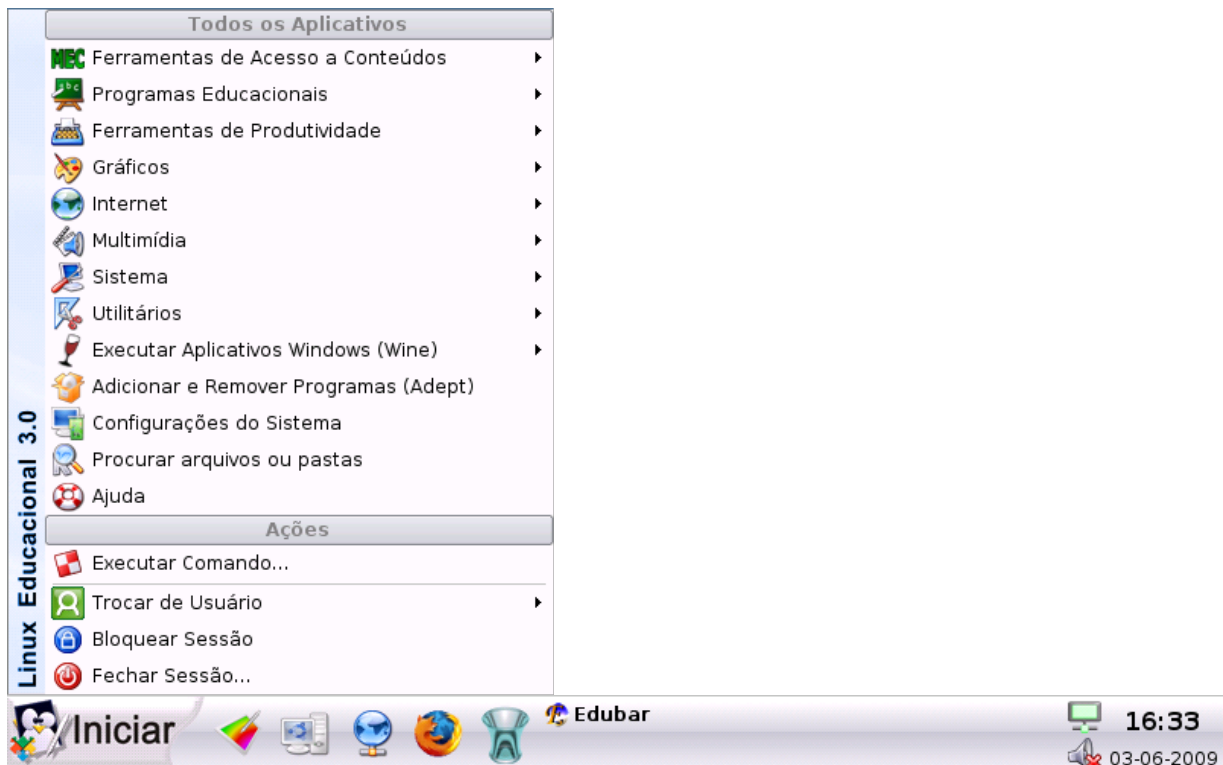 Todos os Aplicativos
MEC Ferramentas de Acesso a Conteúdos
abc Programas Educacionais
Ferramentas de Produtividade
Gráficos
Internet
Multimídia
Sistema
Utilitários
Executar Aplicativos Windows (Wine)
Adicionar e Remover Programas (Adept)
Configurações do Sistema
Procurar arquivos ou pastas
Ajuda
Ações
Executar Comando...
Trocar de Usuário
Bloquear Sessão
Fechar Sessão...
Linux Educacional 3.0
Iniciar
Edubar
16:33
03-06-2009